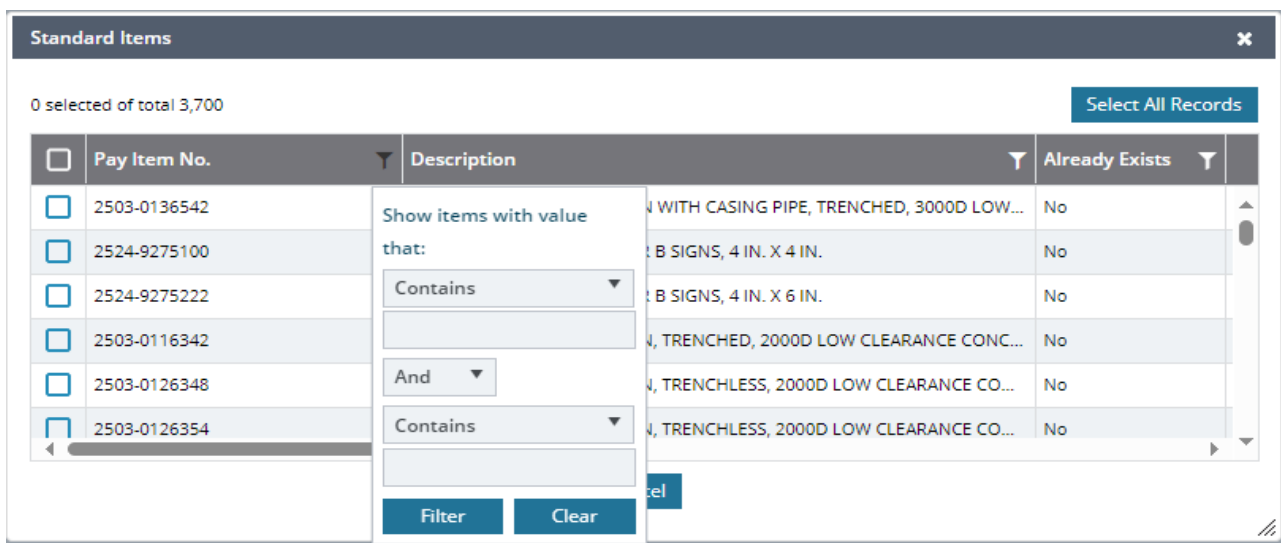 Standard Items
0 selected of total 3,700
Select All Records
Pay Item No. Description Already Exists
2503-0136542 WITH CASING PIPE, TRENCHED, 3000D LOW... No
2524-9275100 B SIGNS, 4 IN. X 4 IN. No
2524-9275222 B SIGNS, 4 IN. X 6 IN. No
2503-0116342 , TRENCHED, 2000D LOW CLEARANCE CONC... No
2503-0126348 , TRENCHLESS, 2000D LOW CLEARANCE CO... No
2503-0126354 , TRENCHLESS, 2000D LOW CLEARANCE CO... No
Show items with value
that:
Contains
And
Contains
Filter Clear